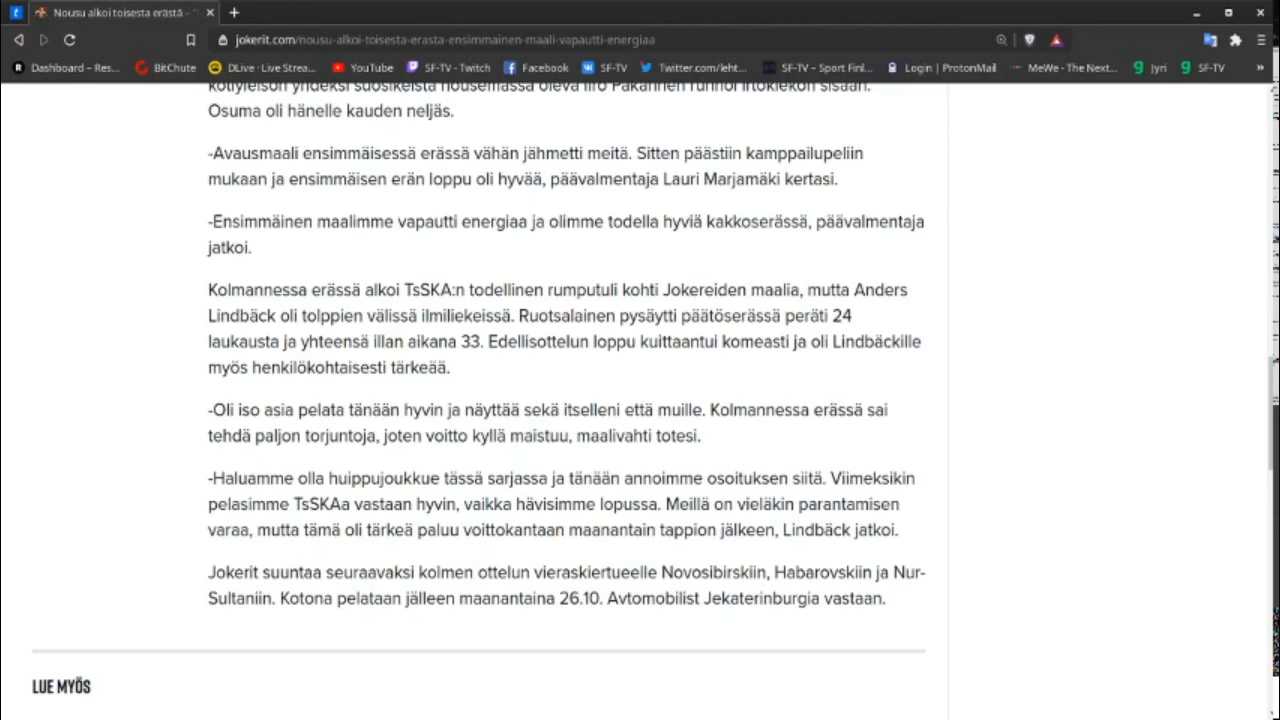 Nousu alkoi toisesta erästä - "
jokerit.com/nousu-alkoi-toisesta-erasta-ensimmainen-maali-vapautti-energiaa
Dashboard – Res... BitChute DLive · Live Strea... YouTube SF-TV - Twitch Facebook SF-TV Twitter.com/leht... SF-TV – Sport Finl... Login | ProtonMail MeWe - The Next... Jyri SF-TV »
kotiyleisön yhdeksi suosikeista nousemassa oleva Iiro Pakarinen runnoi irtokiekon sisään.
Osuma oli hänelle kauden neljäs.
-Avausmaali ensimmäisessä erässä vähän jähmetti meitä. Sitten päästiin kamppailupeliin
mukaan ja ensimmäisen erän loppu oli hyvää, päävalmentaja Lauri Marjamäki kertasi.
-Ensimmäinen maalimme vapautti energiaa ja olimme todella hyviä kakkoserässä, päävalmentaja
jatkoi.
Kolmannessa erässä alkoi TsSKA:n todellinen rumputuli kohti Jokereiden maalia, mutta Anders
Lindbäck oli tolppien välissä ilmiliekeissä. Ruotsalainen pysäytti päätöserässä peräti 24
laukausta ja yhteensä illan aikana 33. Edellisottelun loppu kuittaantui komeasti ja oli Lindbäckille
myös henkilökohtaisesti tärkeää.
-Oli iso asia pelata tänään hyvin ja näyttää sekä itselleni että muille. Kolmannessa erässä sai
tehdä paljon torjuntoja, joten voitto kyllä maistuu, maalivahti totesi.
-Haluamme olla huippujoukkue tässä sarjassa ja tänään annoimme osoituksen siitä. Viimeksikin
pelasimme TsSKAa vastaan hyvin, vaikka hävisimme lopussa. Meillä on vieläkin parantamisen
varaa, mutta tämä oli tärkeä paluu voittokantaan maanantain tappion jälkeen, Lindbäck jatkoi.
Jokerit suuntaa seuraavaksi kolmen ottelun vieraskiertueelle Novosibirskiin, Habarovskiin ja Nur-
Sultaniin. Kotona pelataan jälleen maanantaina 26.10. Avtomobilist Jekaterinburgia vastaan.
LUE MYÖS